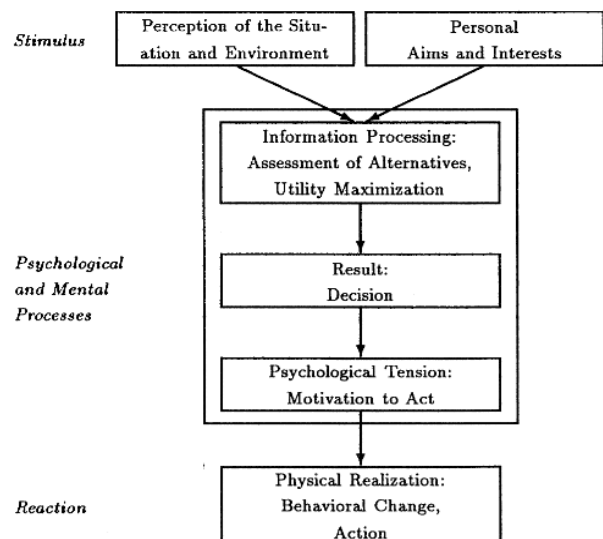 Stimulus
Perception of the Situ-
ation and Environment
Personal
Aims and Interests
Information Processing:
Assessment of Alternatives,
Utility Maximization
Psychological
and Mental
Processes
Result:
Decision
Psychological Tension:
Motivation to Act
Reaction
Physical Realization:
Behavioral Change,
Action